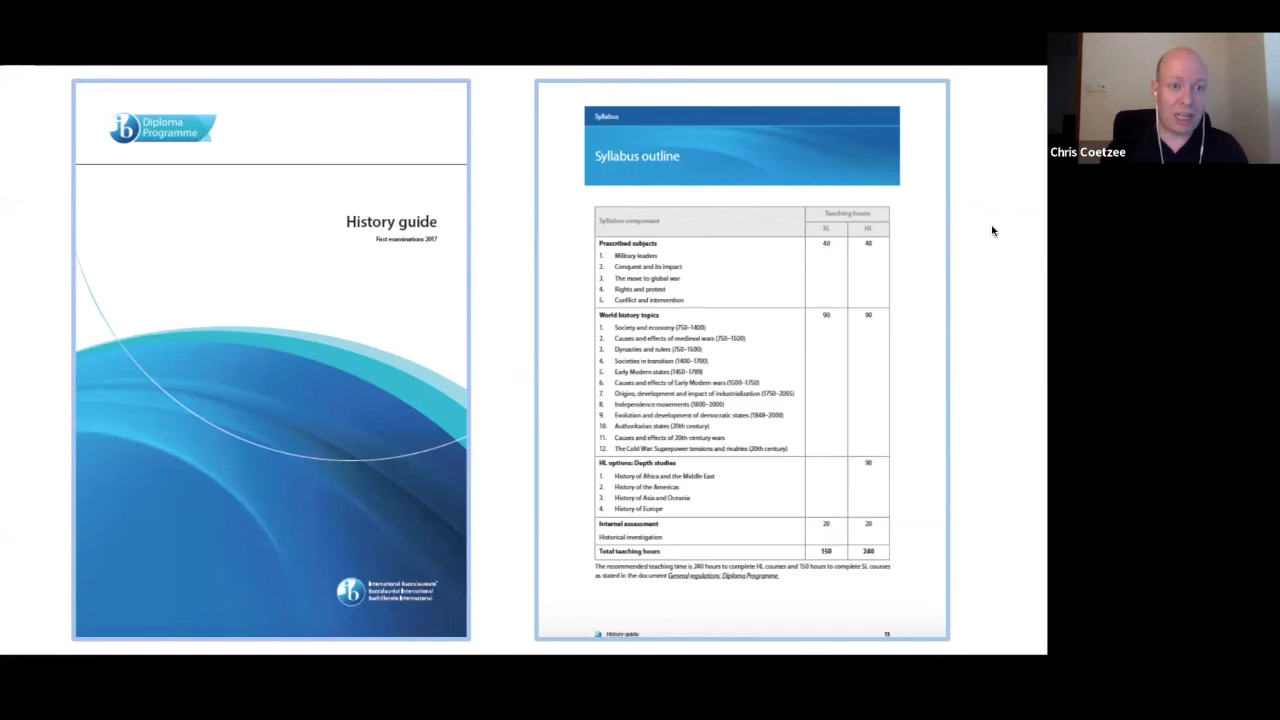 Diploma
Programme
History guide
First examinations 2017
International Baccalaureate®
Baccalauréat International
Bachillerato Internacional
Syllabus
Syllabus outline
Syllabus component
Teaching hours
SL
HL
Prescribed subjects 40 40
1. Military leaders
2. Conquest and its impact
3. The move to global war
4. Rights and protest
5. Conflict and intervention
World history topics 90 90
1. Society and economy (750–1400)
2. Causes and effects of medieval wars (750–1500)
3. Dynasties and rulers (750–1500)
4. Societies in transition (1400–1700)
5. Early Modern states (1450–1789)
6. Causes and effects of Early Modern wars (1500–1750)
7. Origins, development and impact of industrialization (1750–2005)
8. Independence movements (1800–2000)
9. Evolution and development of democratic states (1848–2000)
10. Authoritarian states (20th century)
11. Causes and effects of 20th-century wars
12. The Cold War: Superpower tensions and rivalries (20th century)
HL options: Depth studies 90
1. History of Africa and the Middle East
2. History of the Americas
3. History of Asia and Oceania
4. History of Europe
Internal assessment 20 20
Historical investigation
Total teaching hours 150 240
The recommended teaching time is 240 hours to complete HL courses and 150 hours to complete SL courses
as stated in the document General regulations: Diploma Programme.
History guide 13
Chris Coetzee